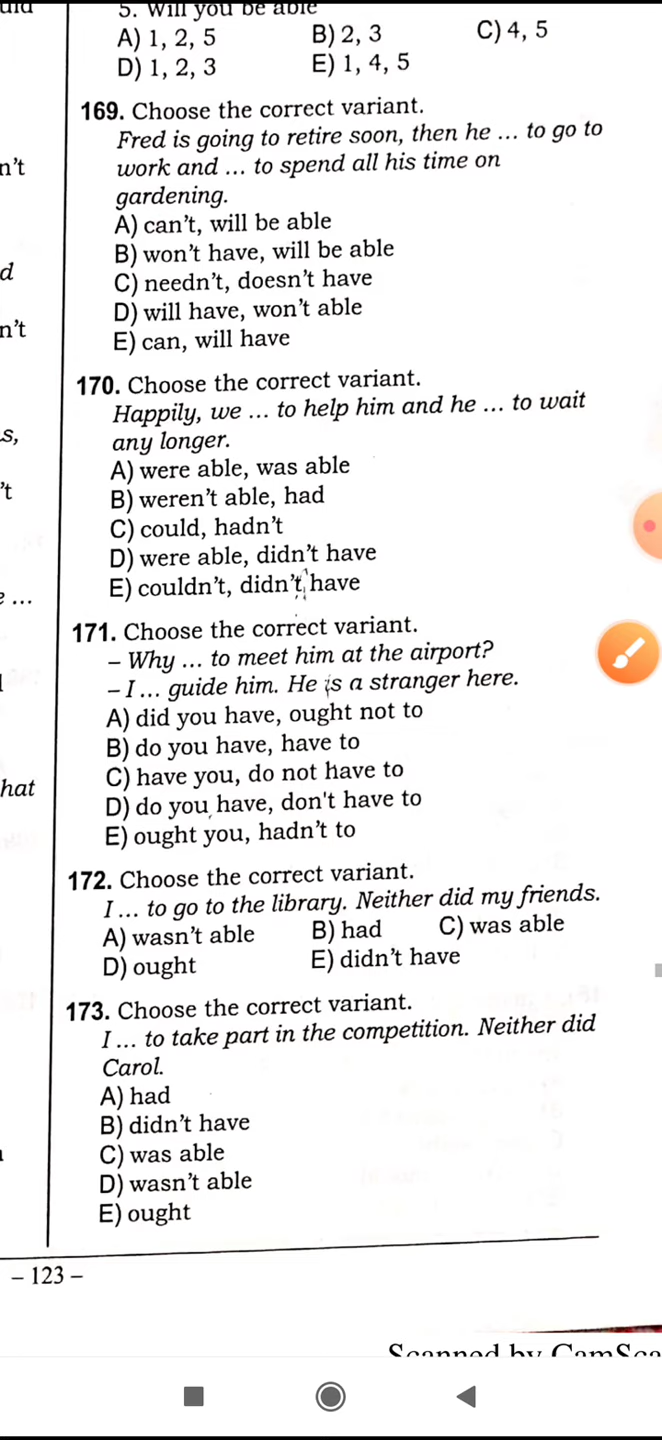 5. Will you be able
A) 1, 2, 5 B) 2, 3 C) 4, 5
D) 1, 2, 3 E) 1, 4, 5
169. Choose the correct variant.
Fred is going to retire soon, then he ... to go to
work and ... to spend all his time on
gardening.
A) can't, will be able
B) won't have, will be able
C) needn't, doesn't have
D) will have, won't able
E) can, will have
170. Choose the correct variant.
Happily, we ... to help him and he ... to wait
any longer.
A) were able, was able
B) weren't able, had
C) could, hadn't
D) were able, didn't have
E) couldn't, didn't have
171. Choose the correct variant.
– Why ... to meet him at the airport?
– I ... guide him. He is a stranger here.
A) did you have, ought not to
B) do you have, have to
C) have you, do not have to
D) do you have, don't have to
E) ought you, hadn't to
172. Choose the correct variant.
I ... to go to the library. Neither did my friends.
A) wasn't able B) had C) was able
D) ought E) didn't have
173. Choose the correct variant.
I ... to take part in the competition. Neither did
Carol.
A) had
B) didn't have
C) was able
D) wasn't able
E) ought
n't
d
n't
s,
't
...
hat
– 123 –
Scanned by CamSca